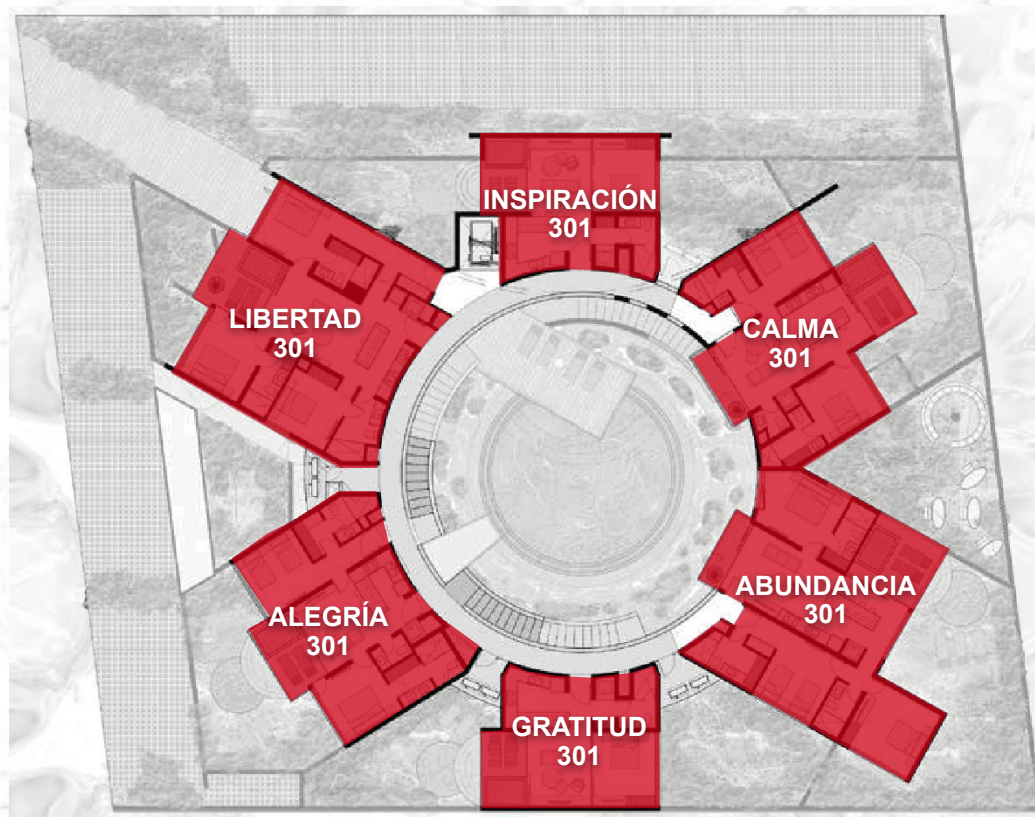 INSPIRACIÓN
301
LIBERTAD
301
CALMA
301
ABUNDANCIA
301
ALEGRÍA
301
GRATITUD
301